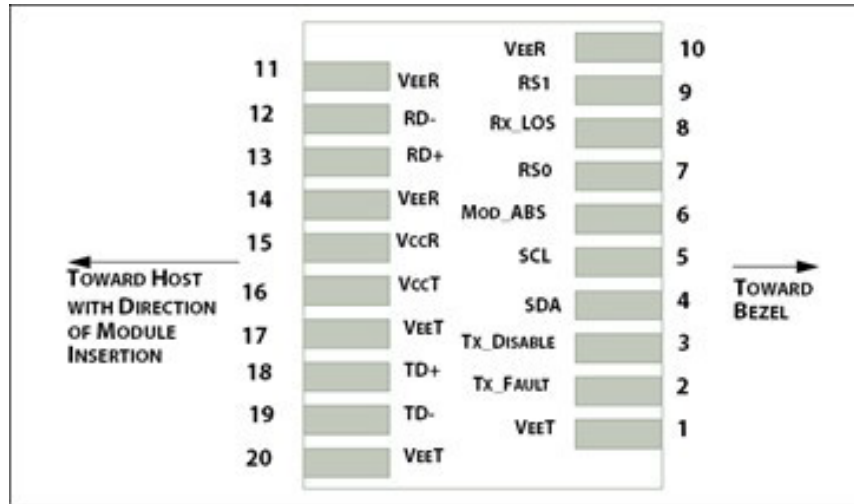 VEER 10
11 VEER
RS1 9
12 RD-
RX_LOS 8
13 RD+
RS0 7
14 VEER
MOD_ABS 6
15 VCCR
SCL 5
TOWARD HOST
WITH DIRECTION
OF MODULE
INSERTION
TOWARD
BEZEL
16 VCCT
SDA 4
17 VEET
TX_DISABLE 3
18 TD+
TX_FAULT 2
19 TD-
VEET 1
20 VEET